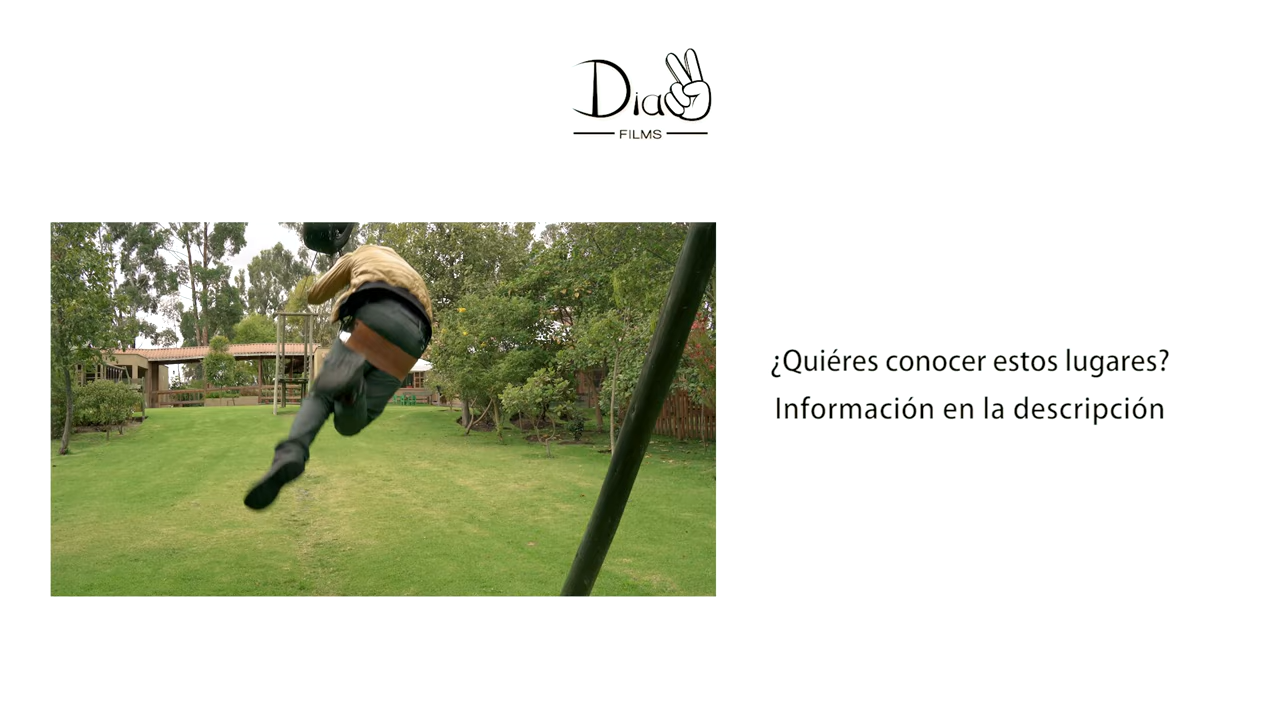 Dia
FILMS
¿Quiéres conocer estos lugares?
Información en la descripción